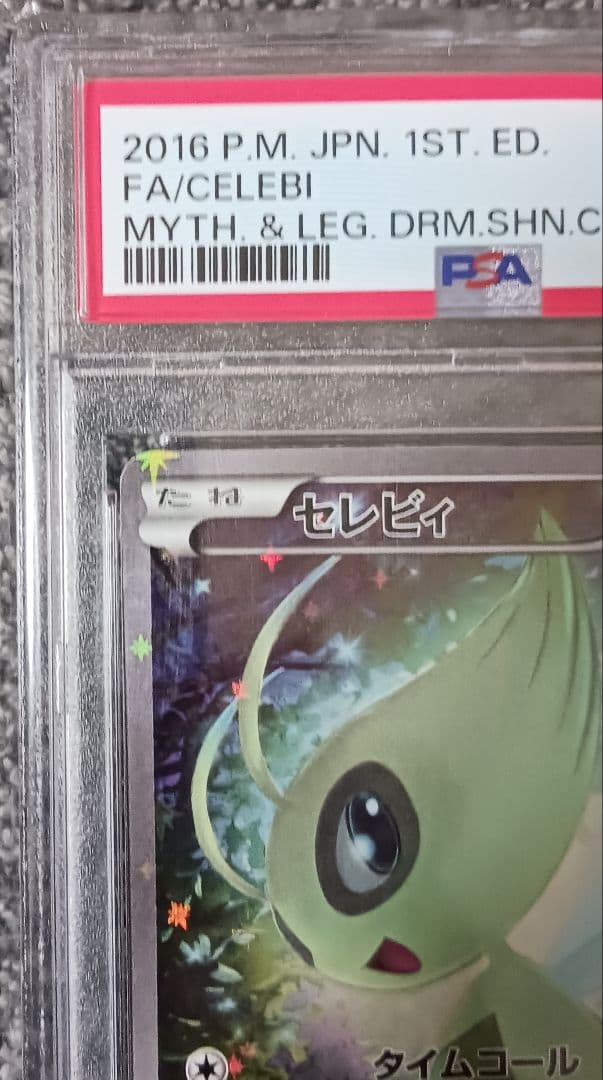 2016 P.M. JPN. 1ST. ED.
FA/CELEBI
MYTH. & LEG. DRM.SHN.C
PSA
たね セレビィ
タイムコール